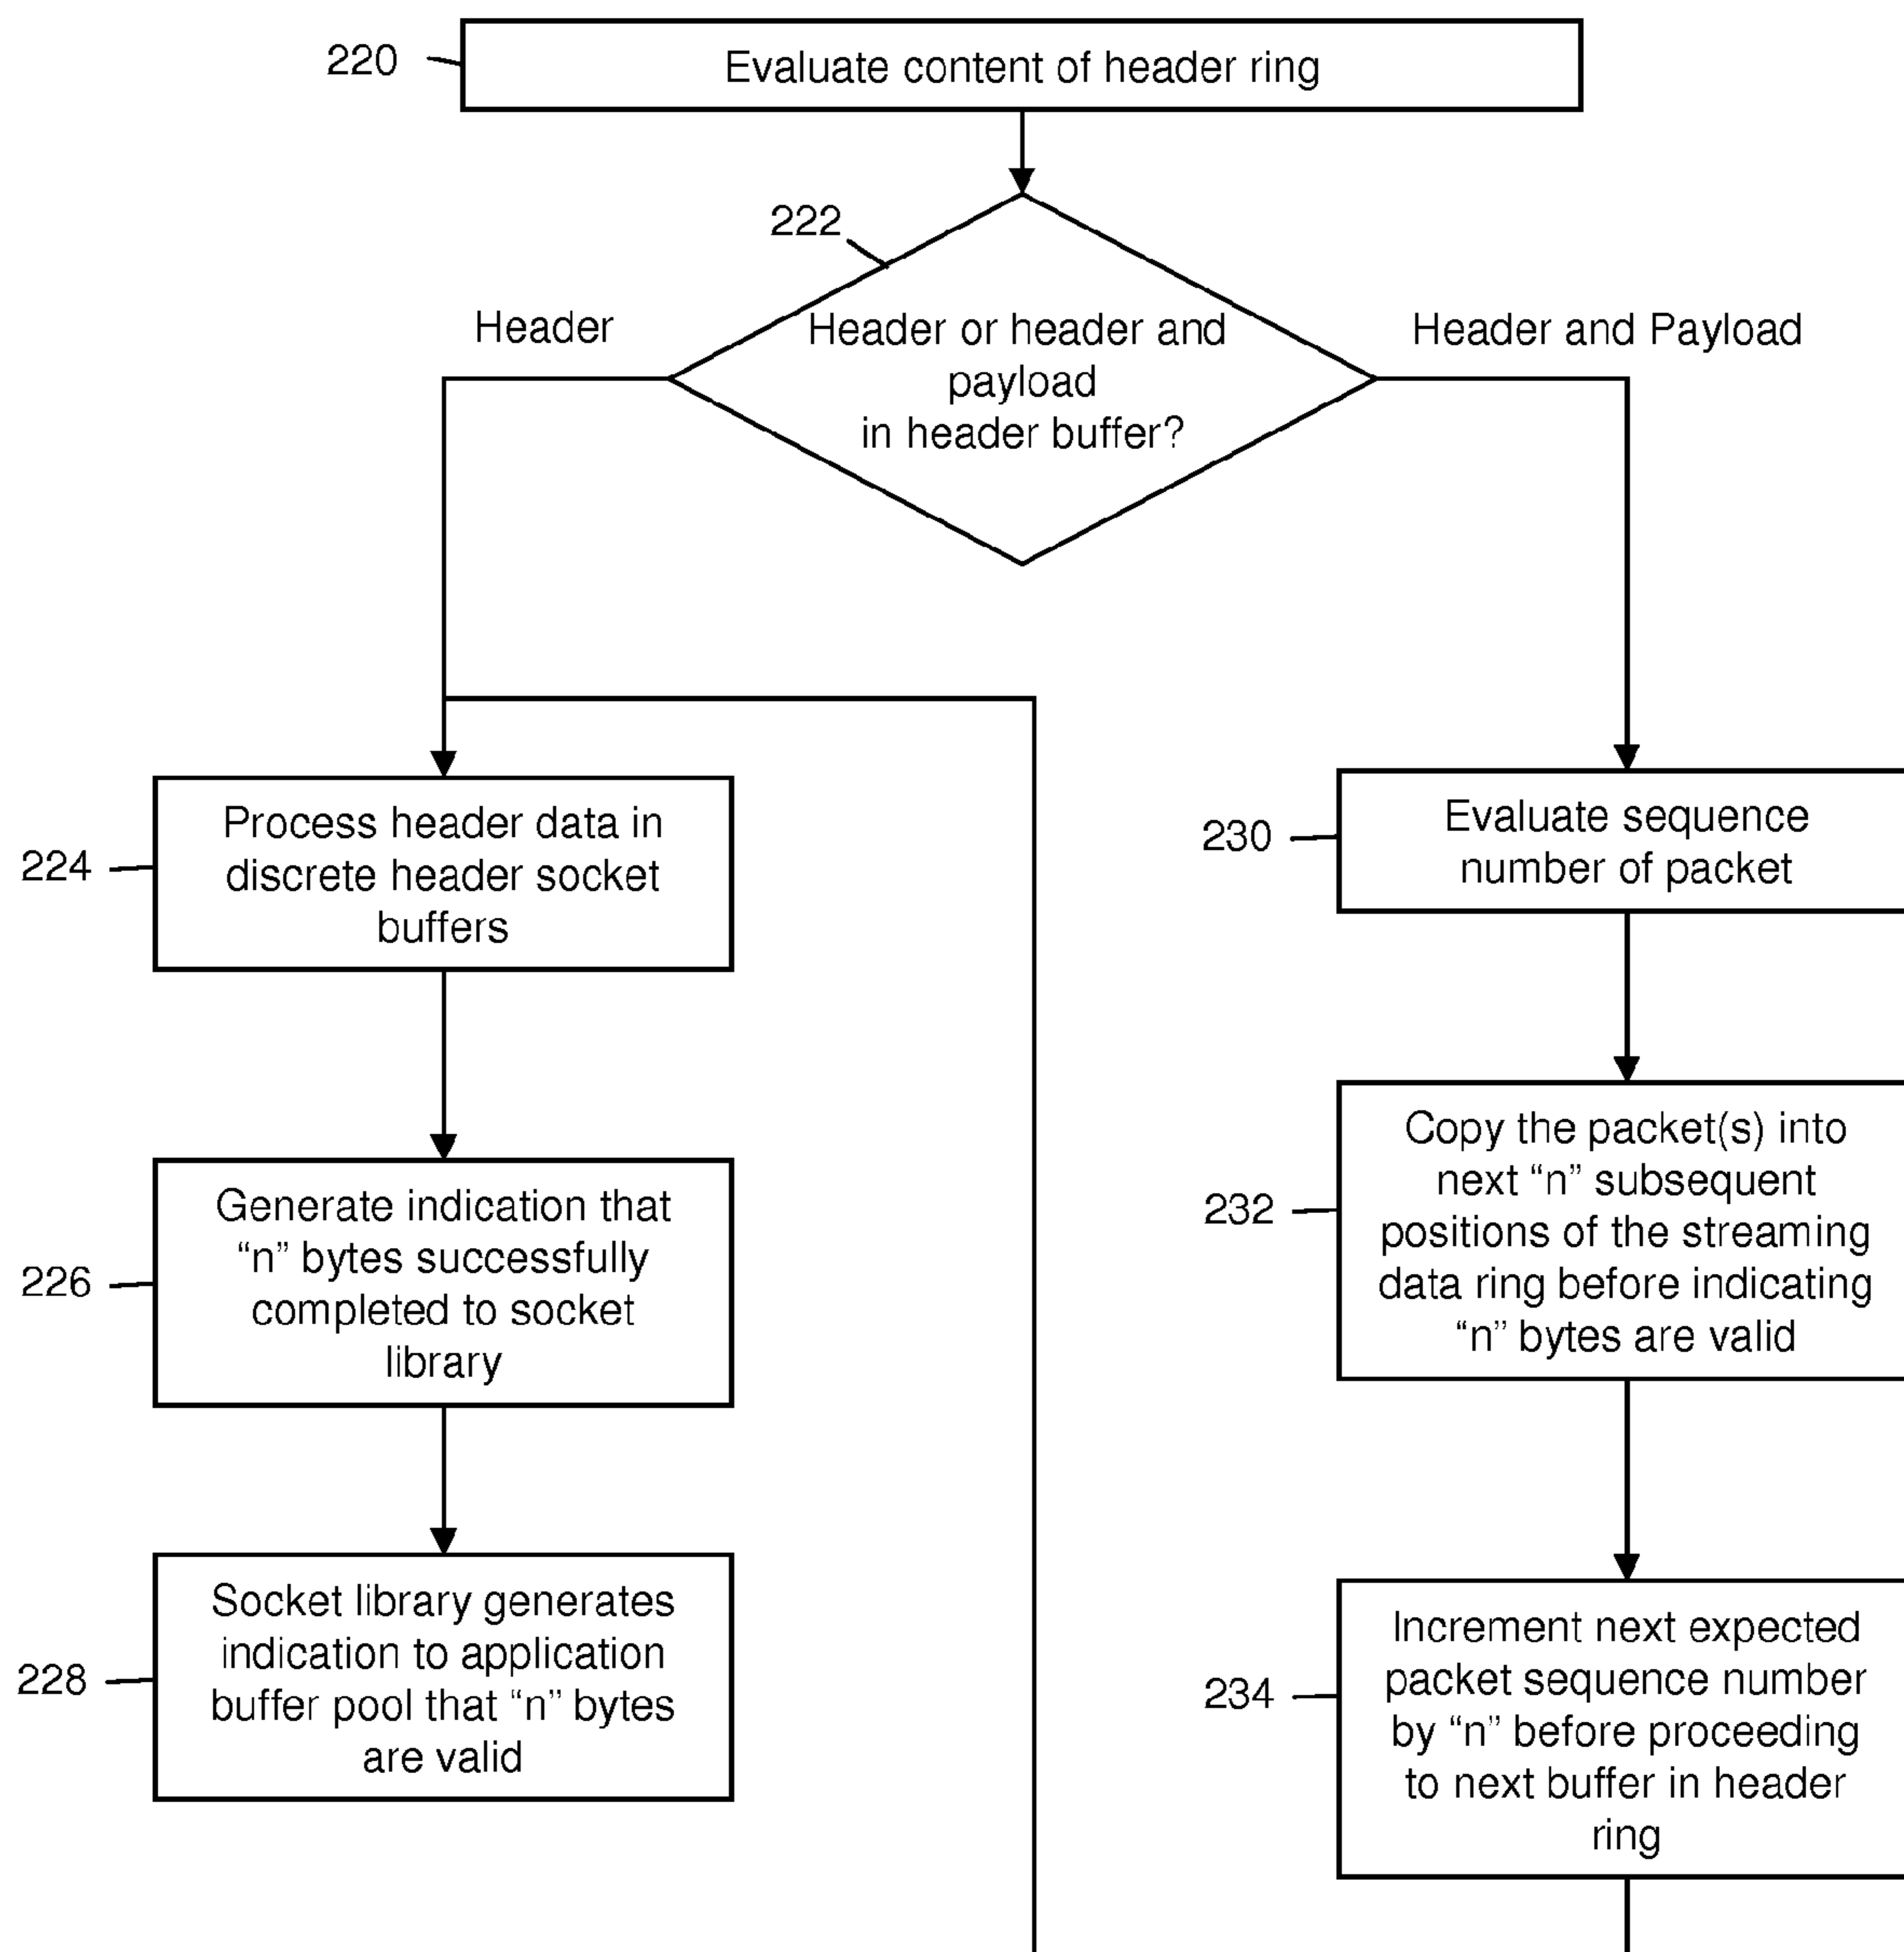 220
Evaluate content of header ring
222
Header
Header or header and
payload
in header buffer?
Header and Payload
224
Process header data in
discrete header socket
buffers
226
Generate indication that
“n” bytes successfully
completed to socket
library
228
Socket library generates
indication to application
buffer pool that “n” bytes
are valid
230
Evaluate sequence
number of packet
232
Copy the packet(s) into
next “n” subsequent
positions of the streaming
data ring before indicating
“n” bytes are valid
234
Increment next expected
packet sequence number
by “n” before proceeding
to next buffer in header
ring